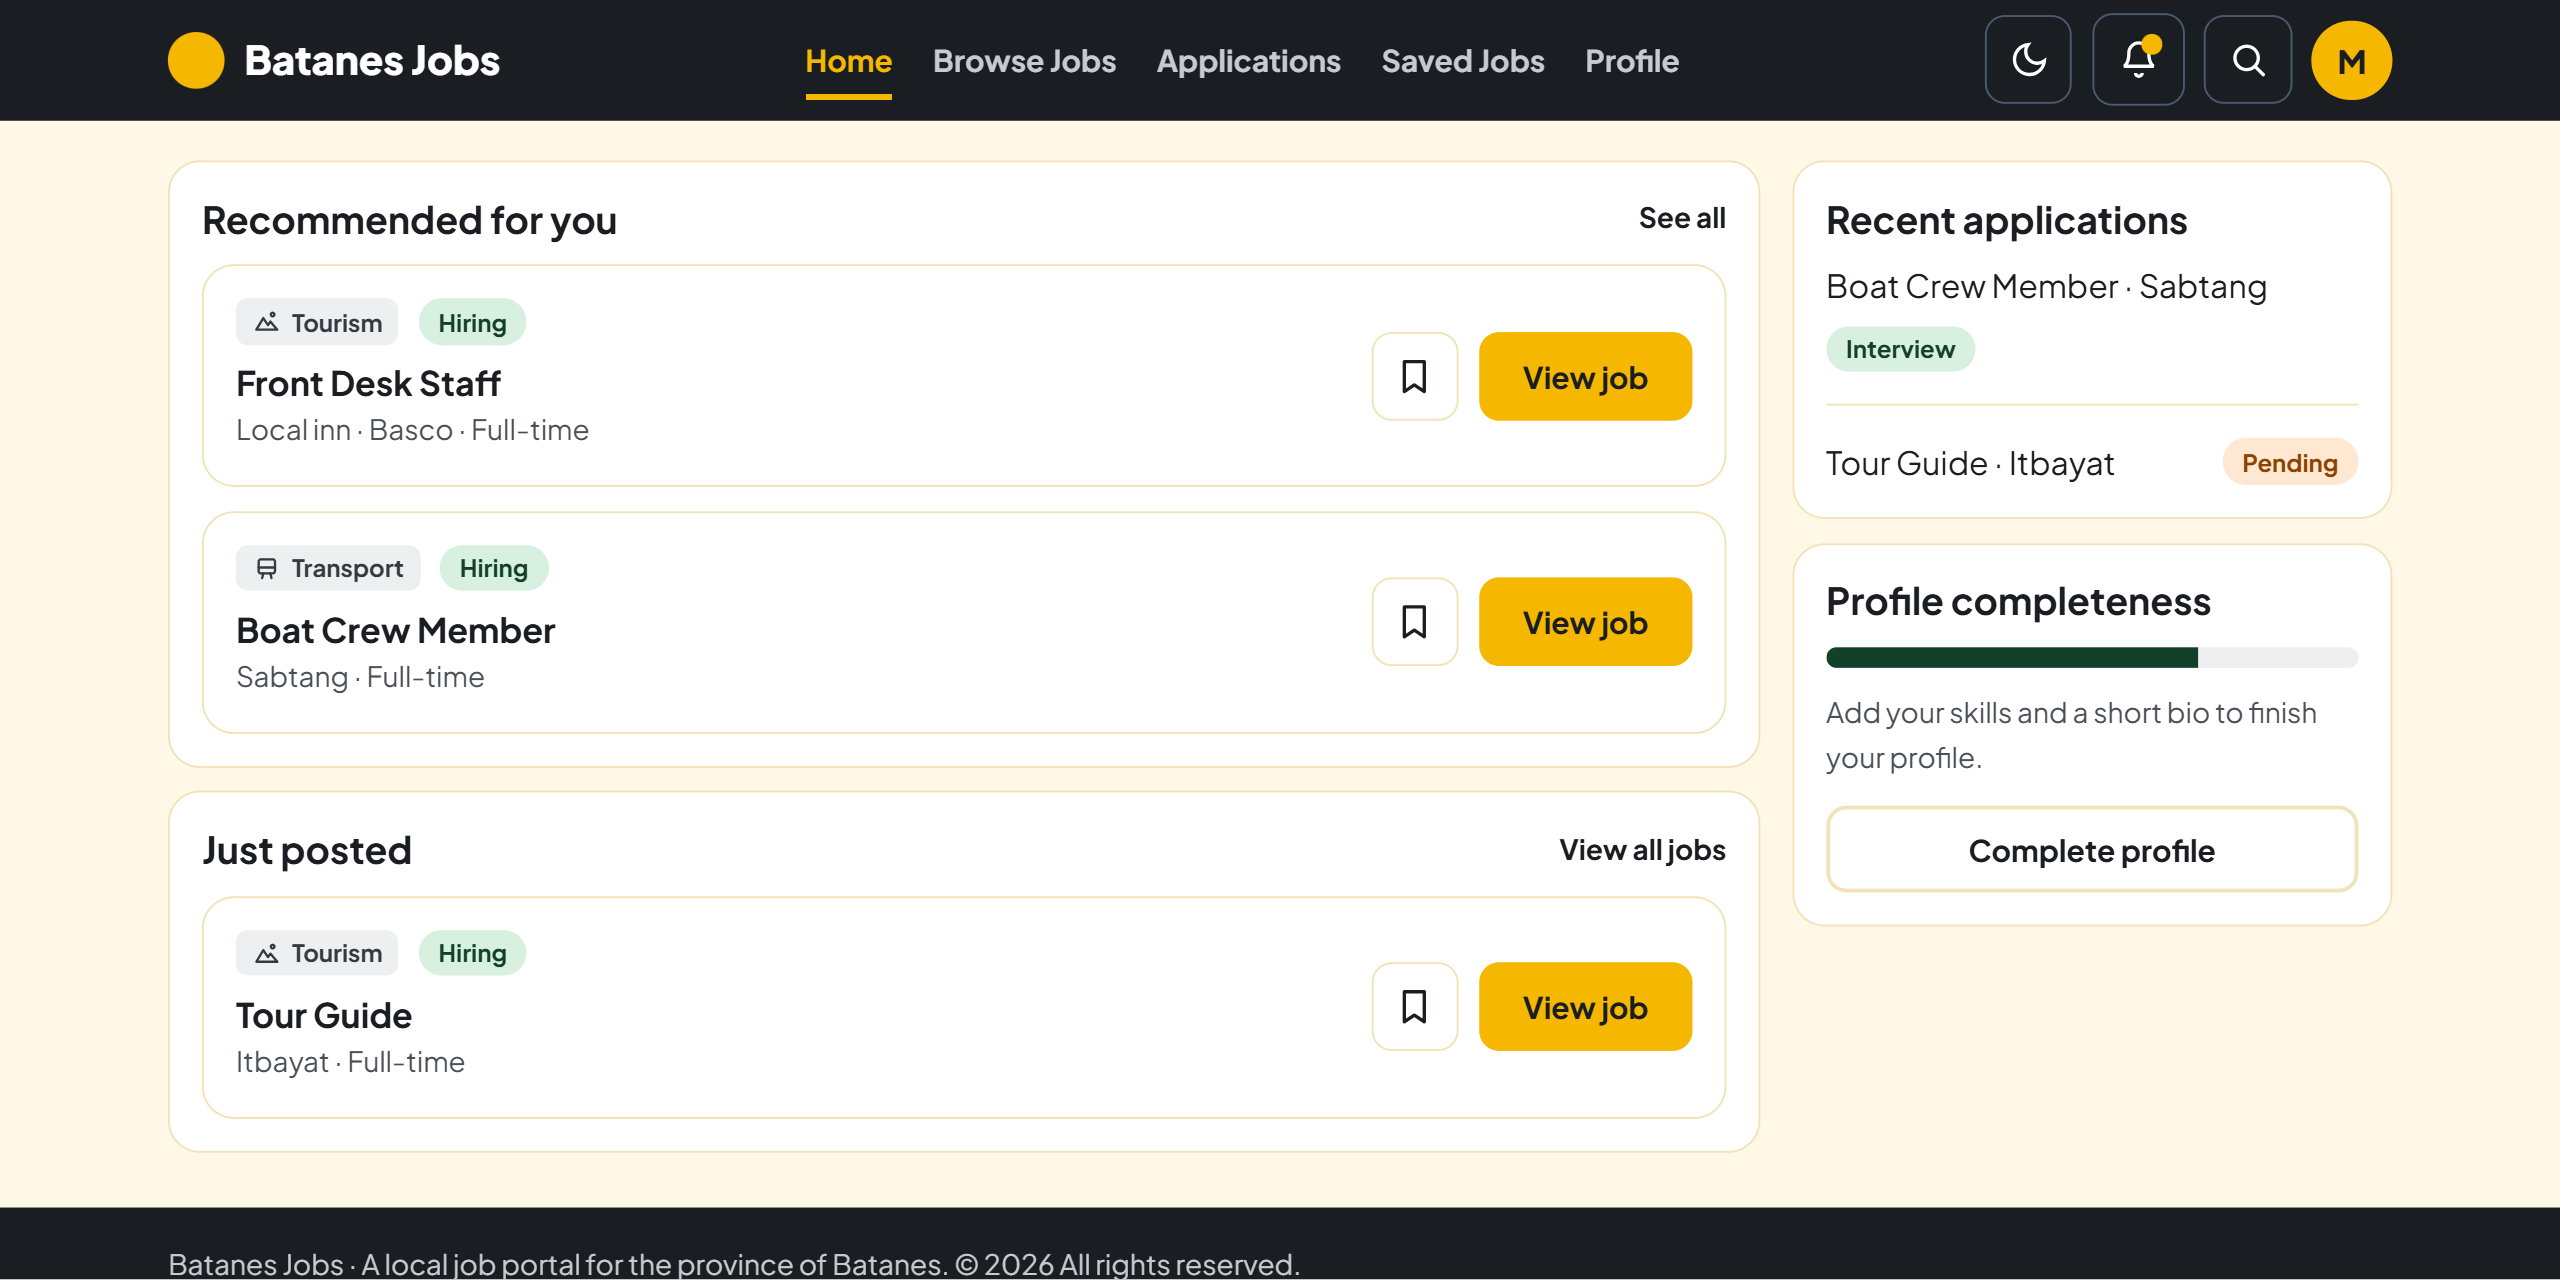 Batanes Jobs
Home
Browse Jobs
Applications
Saved Jobs
Profile
M
Recommended for you
See all
Tourism
Hiring
Front Desk Staff
Local inn · Basco · Full-time
View job
Transport
Hiring
Boat Crew Member
Sabtang · Full-time
View job
Just posted
View all jobs
Tourism
Hiring
Tour Guide
Itbayat · Full-time
View job
Recent applications
Boat Crew Member · Sabtang
Interview
Tour Guide · Itbayat
Pending
Profile completeness
Add your skills and a short bio to finish
your profile.
Complete profile
Batanes Jobs · A local job portal for the province of Batanes. © 2026 All rights reserved.